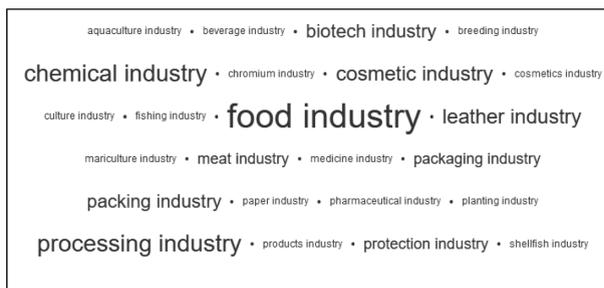 aquaculture industry • beverage industry • biotech industry • breeding industry
chemical industry • chromium industry • cosmetic industry • cosmetics industry
culture industry • fishing industry • food industry • leather industry
mariculture industry • meat industry • medicine industry • packaging industry
packing industry • paper industry • pharmaceutical industry • planting industry
processing industry • products industry • protection industry • shellfish industry